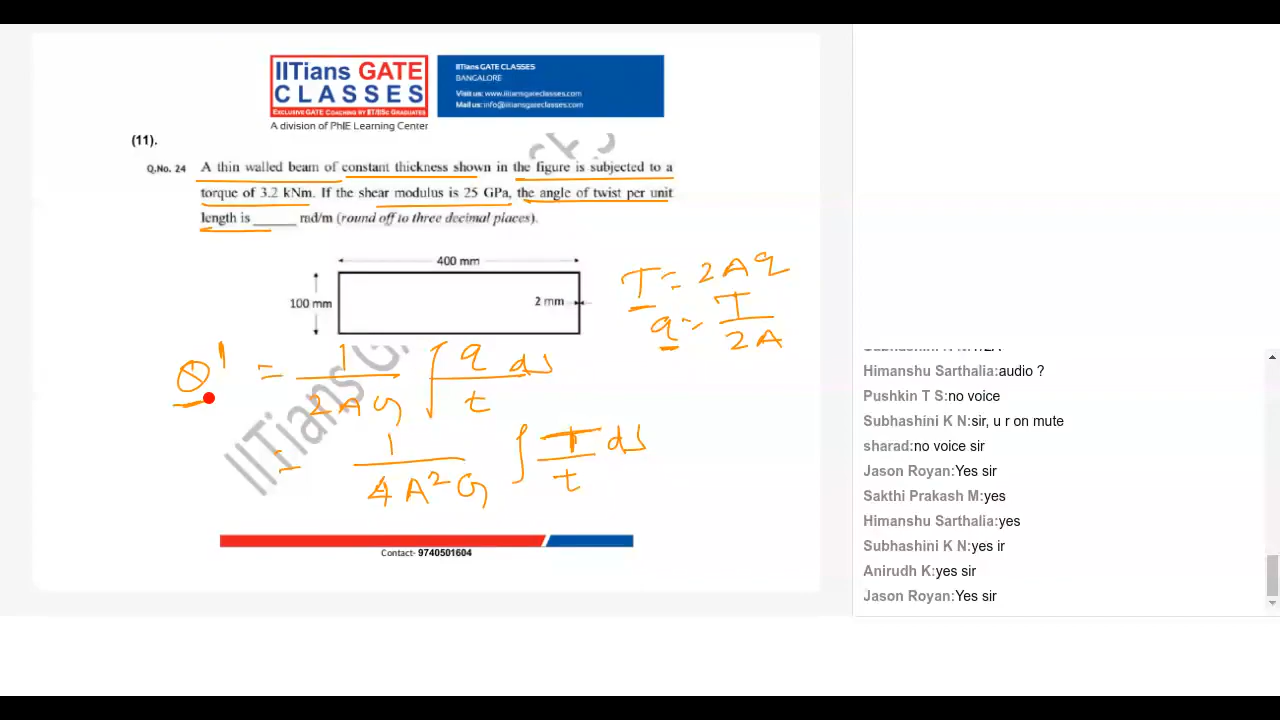 IITians GATE
CLASSES
EXCLUSIVE GATE COACHING BY IIT/IISc GRADUATES
A division of PhIE Learning Center
IITians GATE CLASSES
BANGALORE
Visit us: www.iitiansgateclasses.com
Mail us: info@iitiansgateclasses.com
(11).
Q.No. 24 A thin walled beam of constant thickness shown in the figure is subjected to a
torque of 3.2 kNm. If the shear modulus is 25 GPa, the angle of twist per unit
length is ______ rad/m (round off to three decimal places).
400 mm
100 mm
2 mm
T = 2Aq
q = T/2A
θ' = 1/2AG ∫ q/t ds
= 1/4A²G ∫ T/t ds
IITians G
Contact- 9740501604
Himanshu Sarthalia:audio ?
Pushkin T S:no voice
Subhashini K N:sir, u r on mute
sharad:no voice sir
Jason Royan:Yes sir
Sakthi Prakash M:yes
Himanshu Sarthalia:yes
Subhashini K N:yes ir
Anirudh K:yes sir
Jason Royan:Yes sir